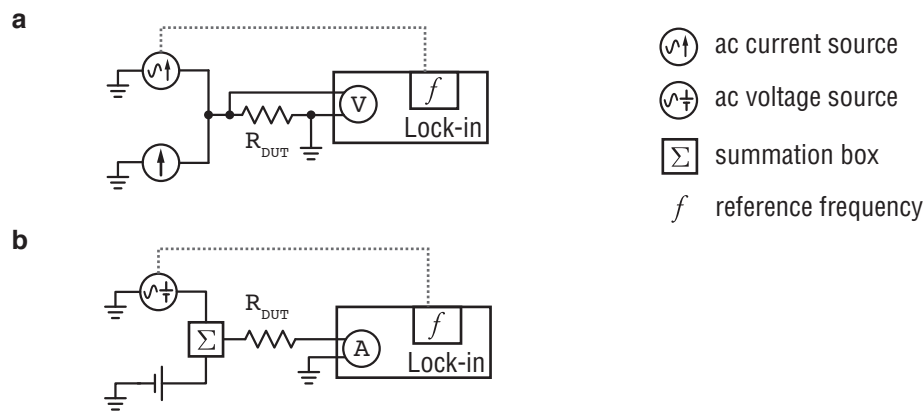 a
f
V
Lock-in
R_DUT
b
f
R_DUT
Σ
A
Lock-in
ac current source
ac voltage source
Σ summation box
f reference frequency